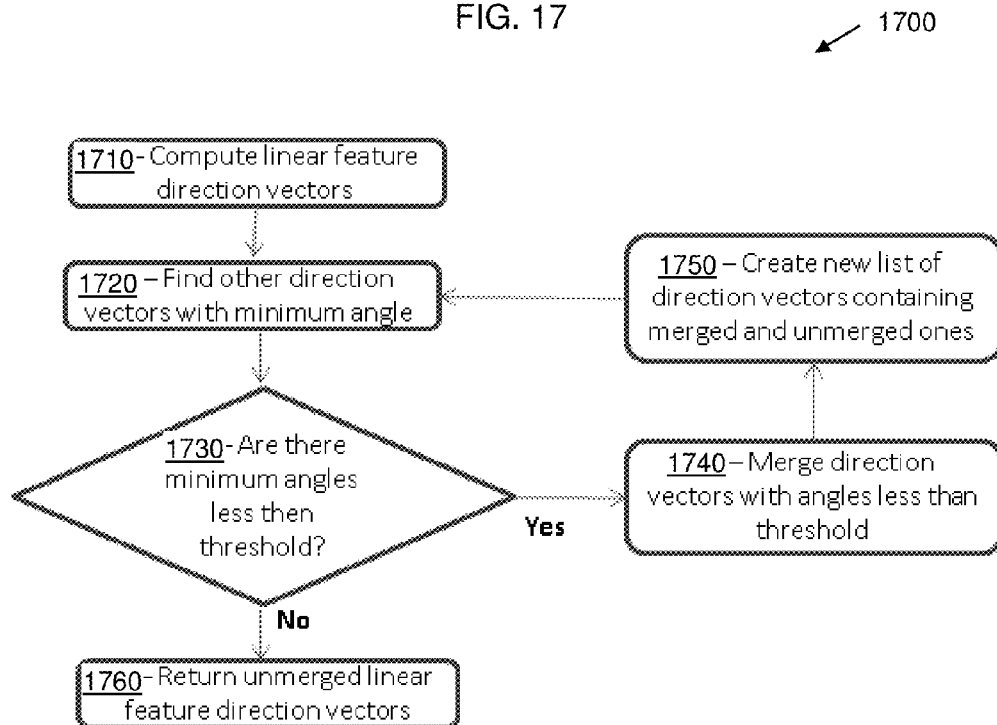 FIG. 17
1700
1710- Compute linear feature
direction vectors
1720 – Find other direction
vectors with minimum angle
1730- Are there
minimum angles
less then
threshold?
Yes
1740 – Merge direction
vectors with angles less than
threshold
1750 – Create new list of
direction vectors containing
merged and unmerged ones
No
1760- Return unmerged linear
feature direction vectors